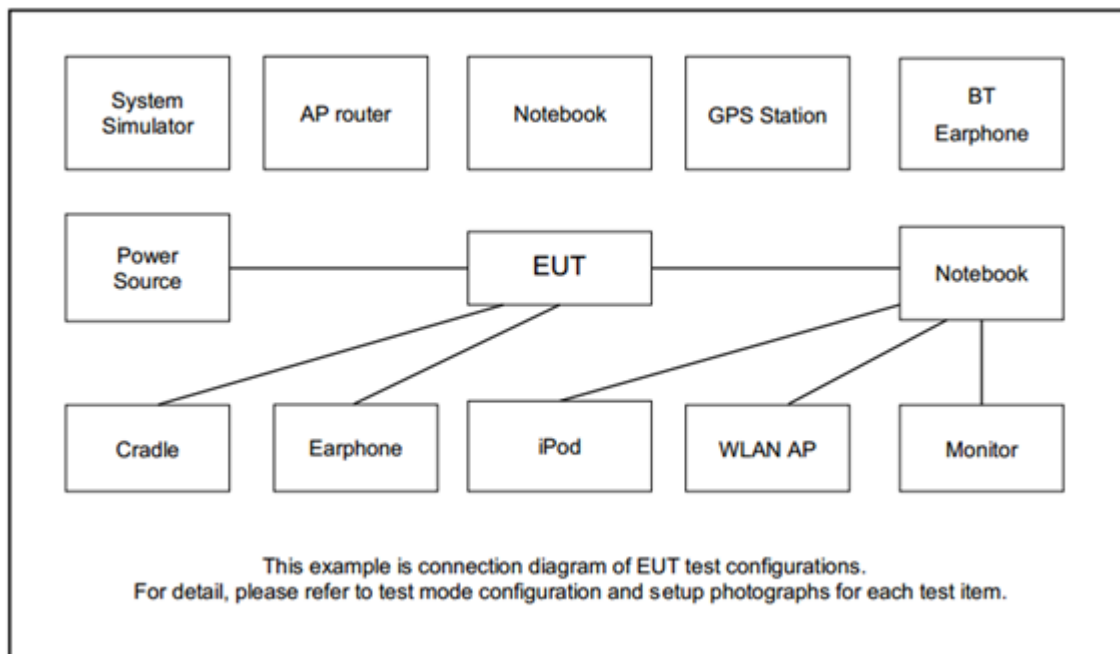 System
Simulator
AP router
Notebook
GPS Station
BT
Earphone
Power
Source
EUT
Notebook
Cradle
Earphone
iPod
WLAN AP
Monitor
This example is connection diagram of EUT test configurations.
For detail, please refer to test mode configuration and setup photographs for each test item.